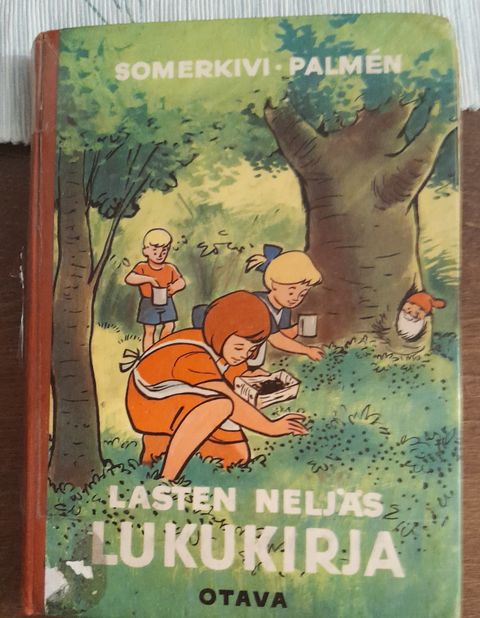 SOMERKIVI · PALMÉN
LASTEN NELJÄS
LUKUKIRJA
OTAVA